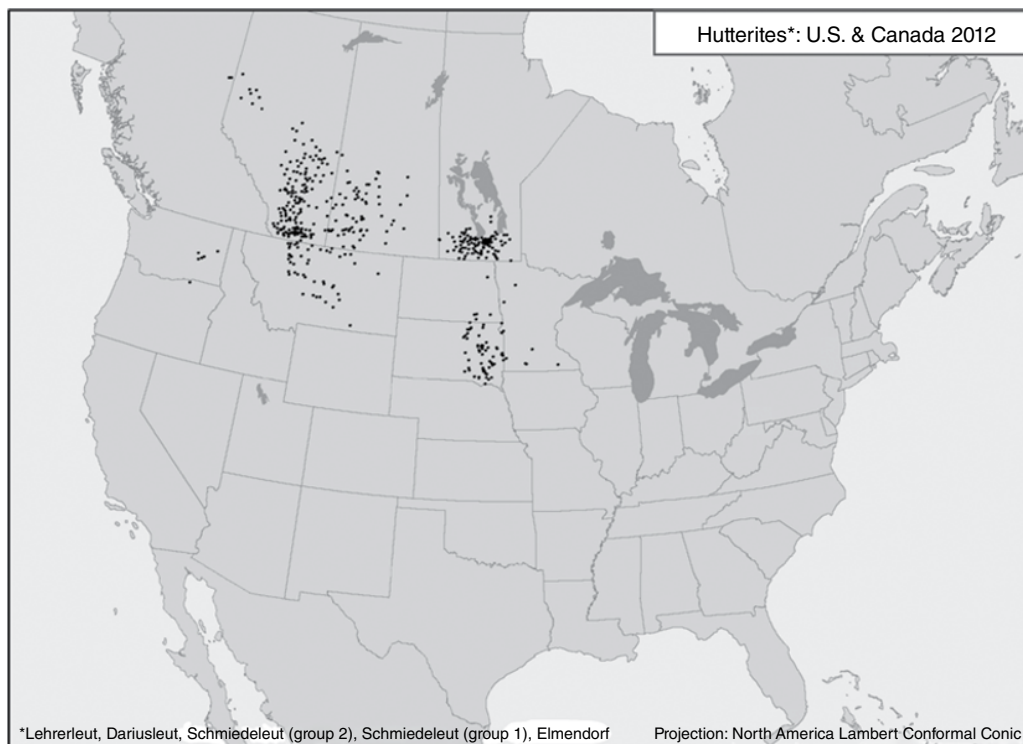 Hutterites*: U.S. & Canada 2012
*Lehrerleut, Dariusleut, Schmiedeleut (group 2), Schmiedeleut (group 1), Elmendorf
Projection: North America Lambert Conformal Conic